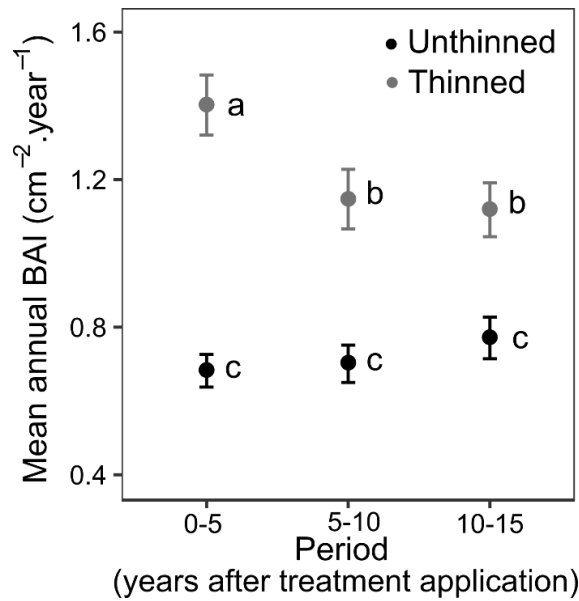 Mean annual BAI (cm⁻².year⁻¹)
1.6
1.2
0.8
0.4
Unthinned
Thinned
a
b
b
c
c
c
0-5
5-10
10-15
Period
(years after treatment application)